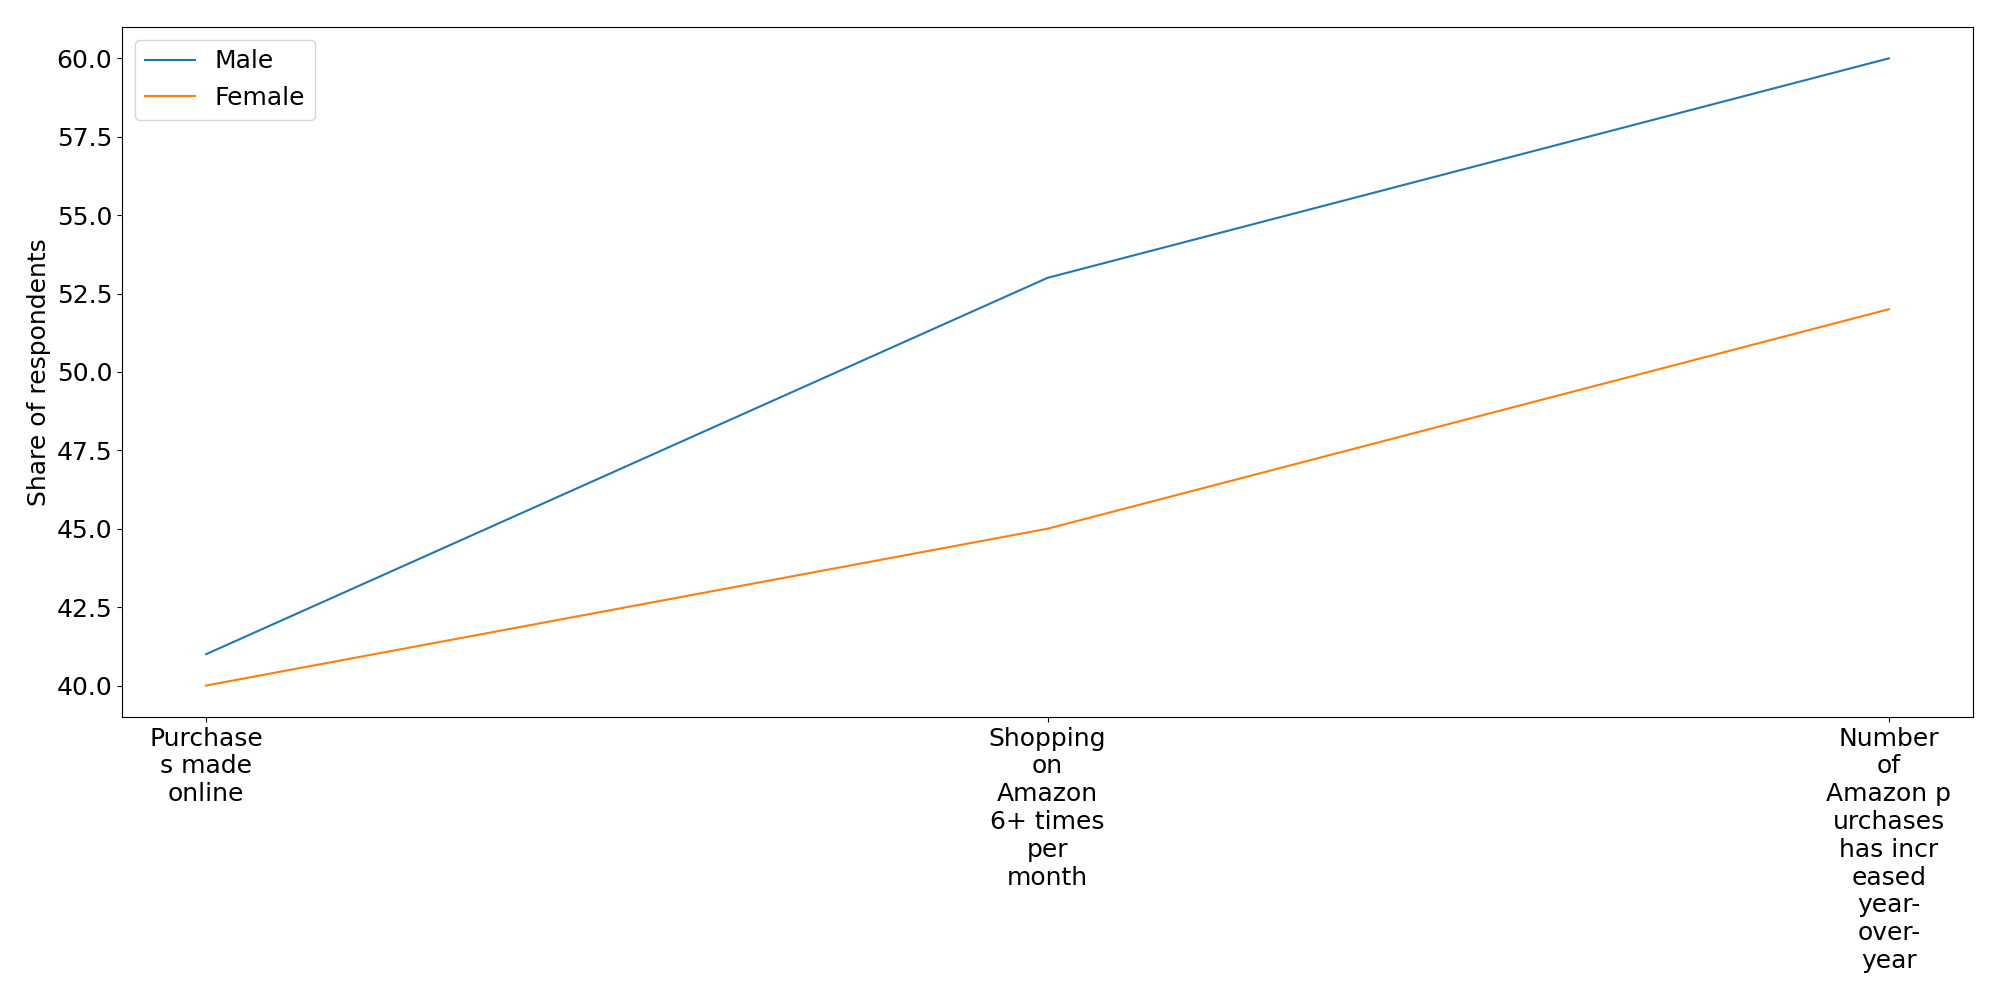 60.0
57.5
55.0
52.5
50.0
47.5
45.0
42.5
40.0
Share of respondents
Male
Female
Purchase
s made
online
Shopping
on
Amazon
6+ times
per
month
Number
of
Amazon p
urchases
has incr
eased
year-
over-
year